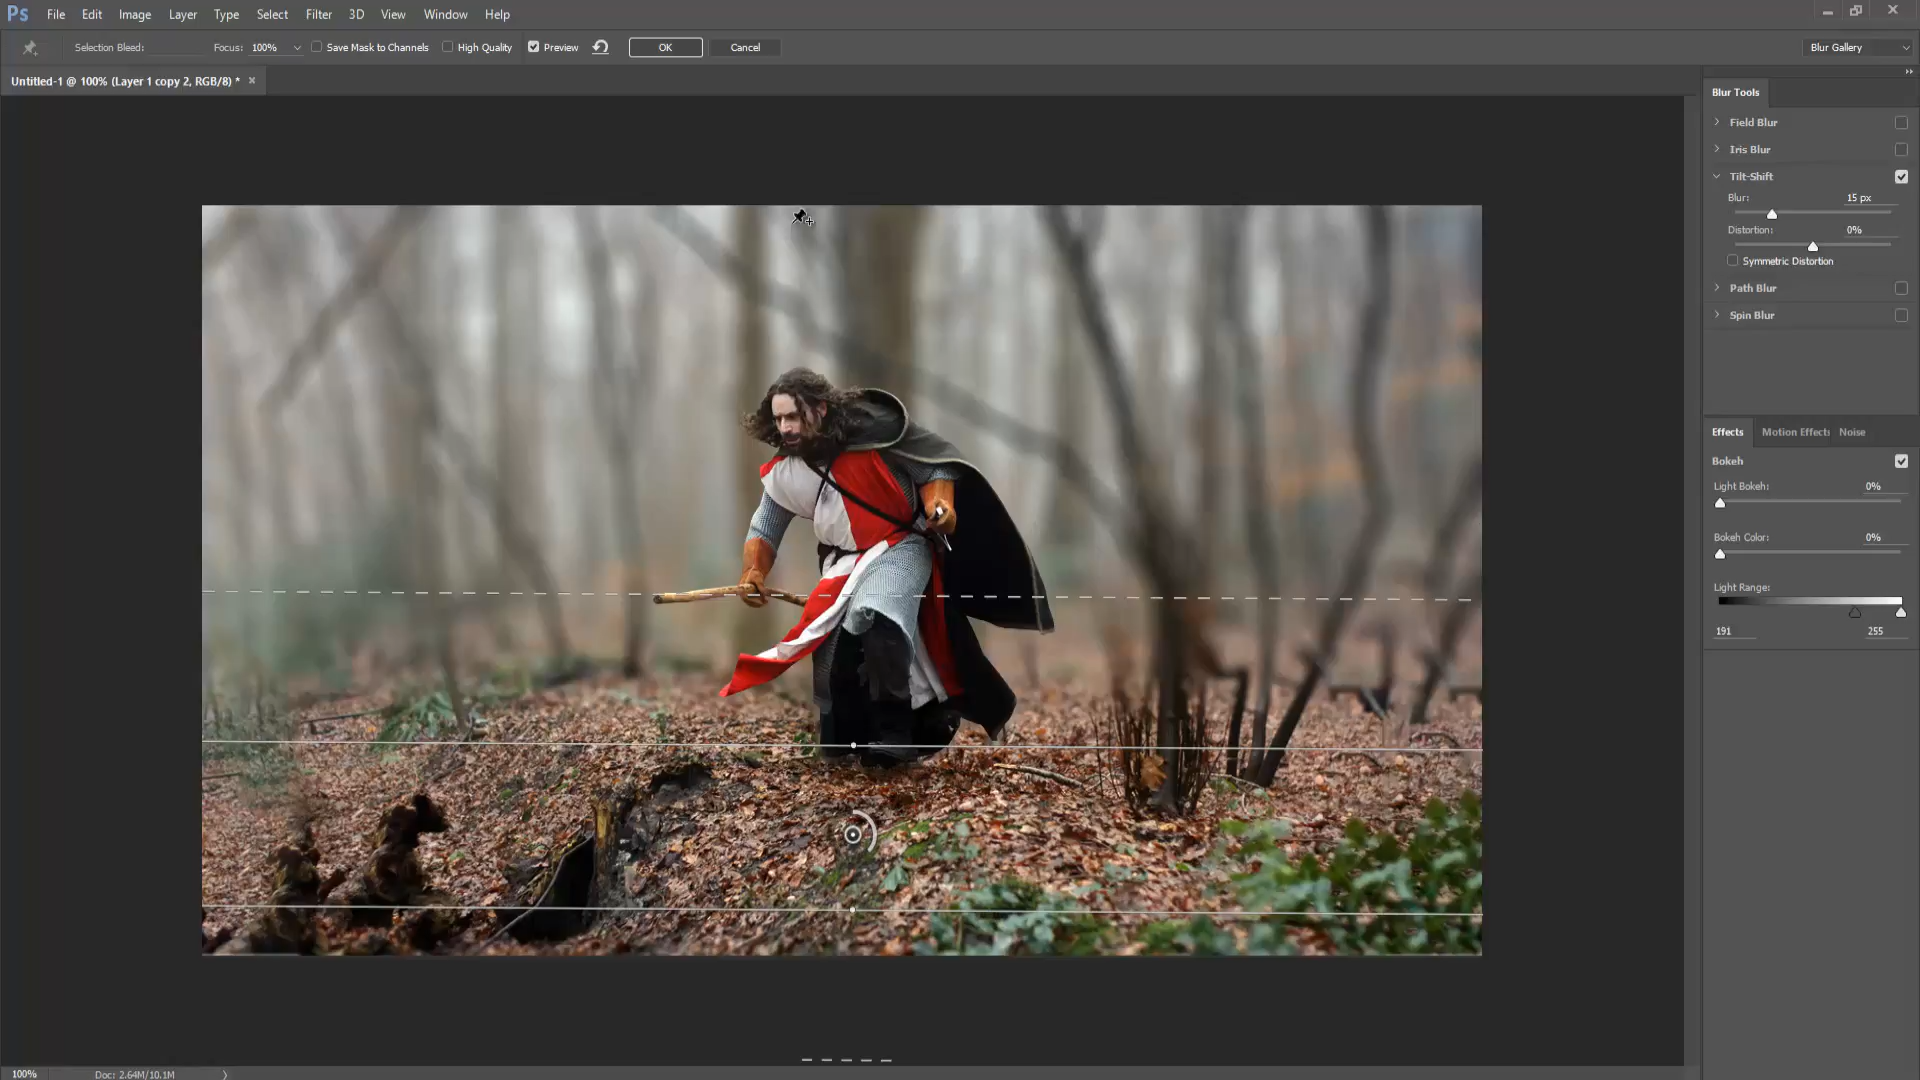 Ps File Edit Image Layer Type Select Filter 3D View Window Help
Selection Bleed: Focus: 100% Save Mask to Channels High Quality Preview OK Cancel Blur Gallery
Untitled-1 @ 100% (Layer 1 copy 2, RGB/8) *
Blur Tools
Field Blur
Iris Blur
Tilt-Shift
Blur: 15 px
Distortion: 0%
Symmetric Distortion
Path Blur
Spin Blur
Effects Motion Effects Noise
Bokeh
Light Bokeh: 0%
Bokeh Color: 0%
Light Range:
191 255
100% Doc: 2.64M/10.1M